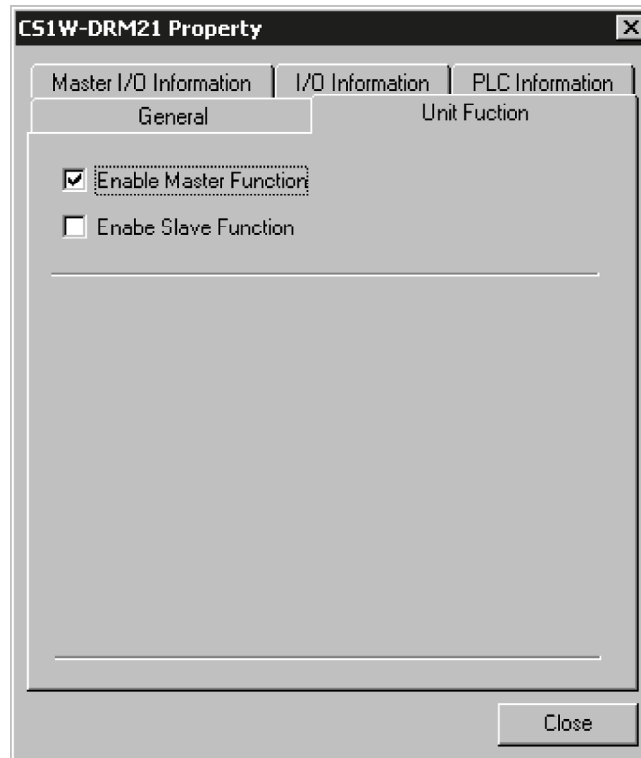 CS1W-DRM21 Property
Master I/O Information I/O Information PLC Information
General Unit Fuction
Enable Master Function
Enabe Slave Function
Close